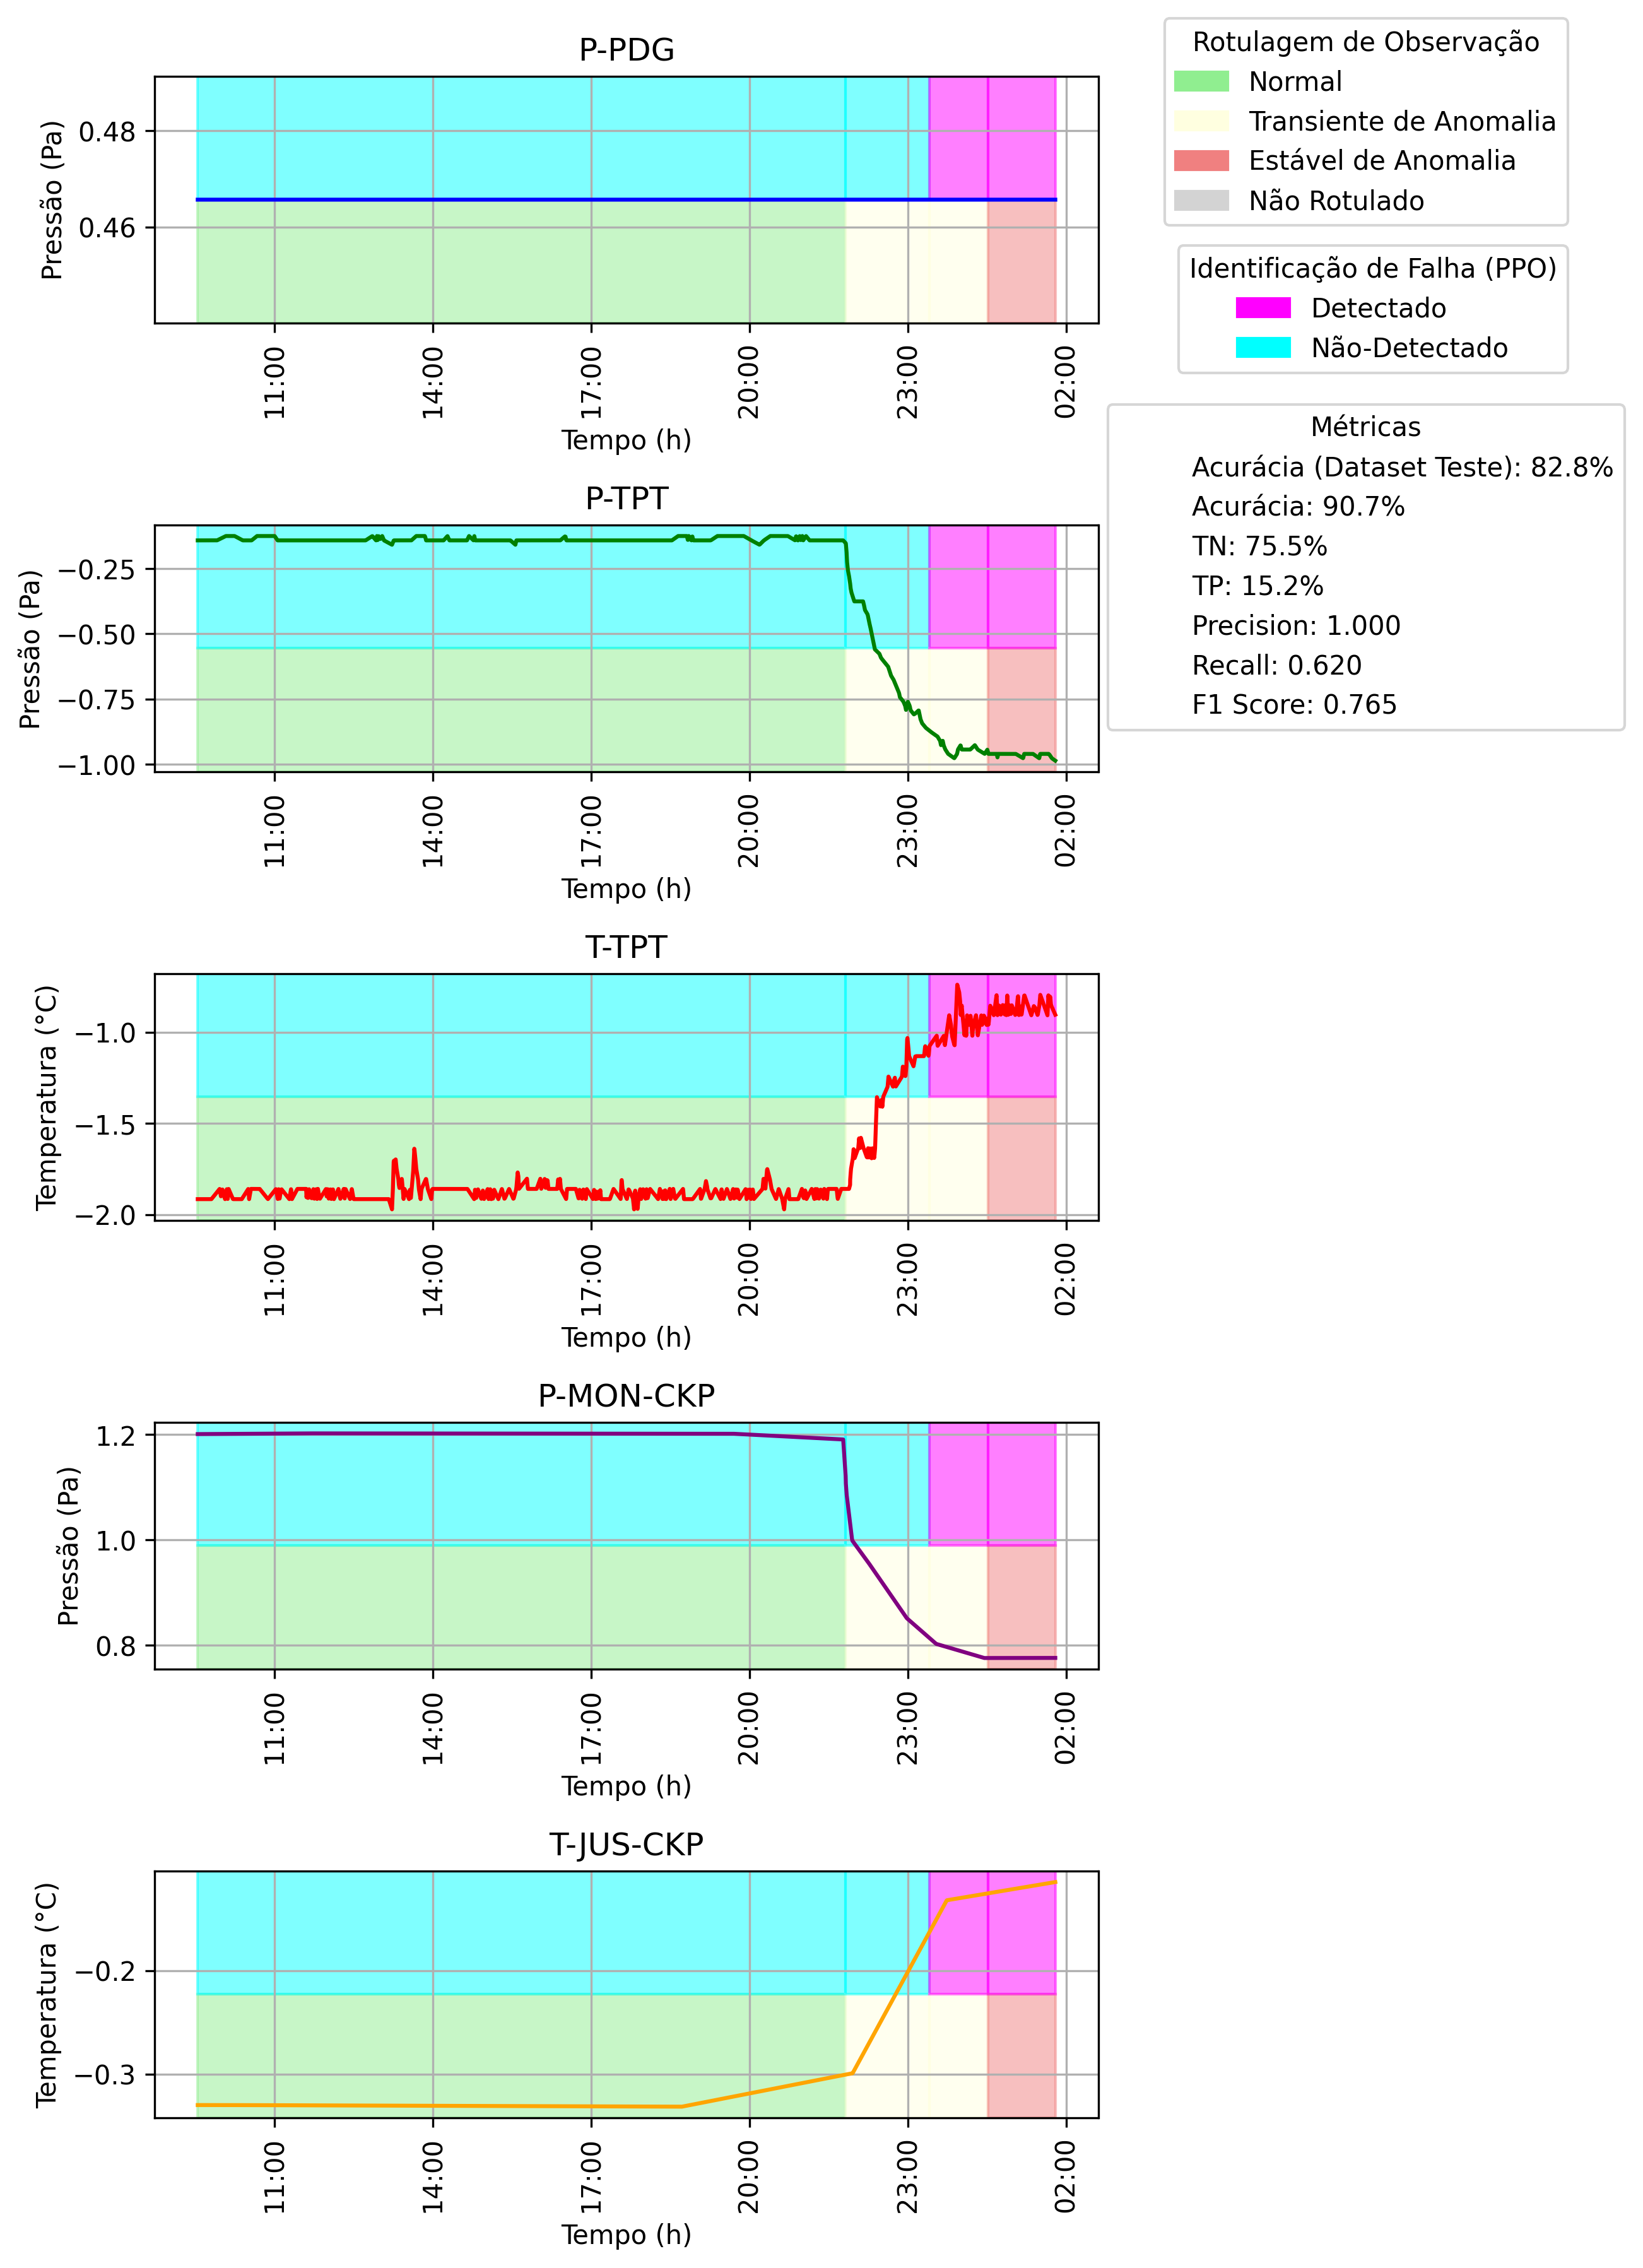 P-PDG
Pressão (Pa)
0.48
0.46
11:00
14:00
17:00
20:00
23:00
02:00
Tempo (h)
Rotulagem de Observação
Normal
Transiente de Anomalia
Estável de Anomalia
Não Rotulado
Identificação de Falha (PPO)
Detectado
Não-Detectado
Métricas
Acurácia (Dataset Teste): 82.8%
Acurácia: 90.7%
TN: 75.5%
TP: 15.2%
Precision: 1.000
Recall: 0.620
F1 Score: 0.765
P-TPT
Pressão (Pa)
−0.25
−0.50
−0.75
−1.00
11:00
14:00
17:00
20:00
23:00
02:00
Tempo (h)
T-TPT
Temperatura (°C)
−1.0
−1.5
−2.0
11:00
14:00
17:00
20:00
23:00
02:00
Tempo (h)
P-MON-CKP
Pressão (Pa)
1.2
1.0
0.8
11:00
14:00
17:00
20:00
23:00
02:00
Tempo (h)
T-JUS-CKP
Temperatura (°C)
−0.2
−0.3
11:00
14:00
17:00
20:00
23:00
02:00
Tempo (h)